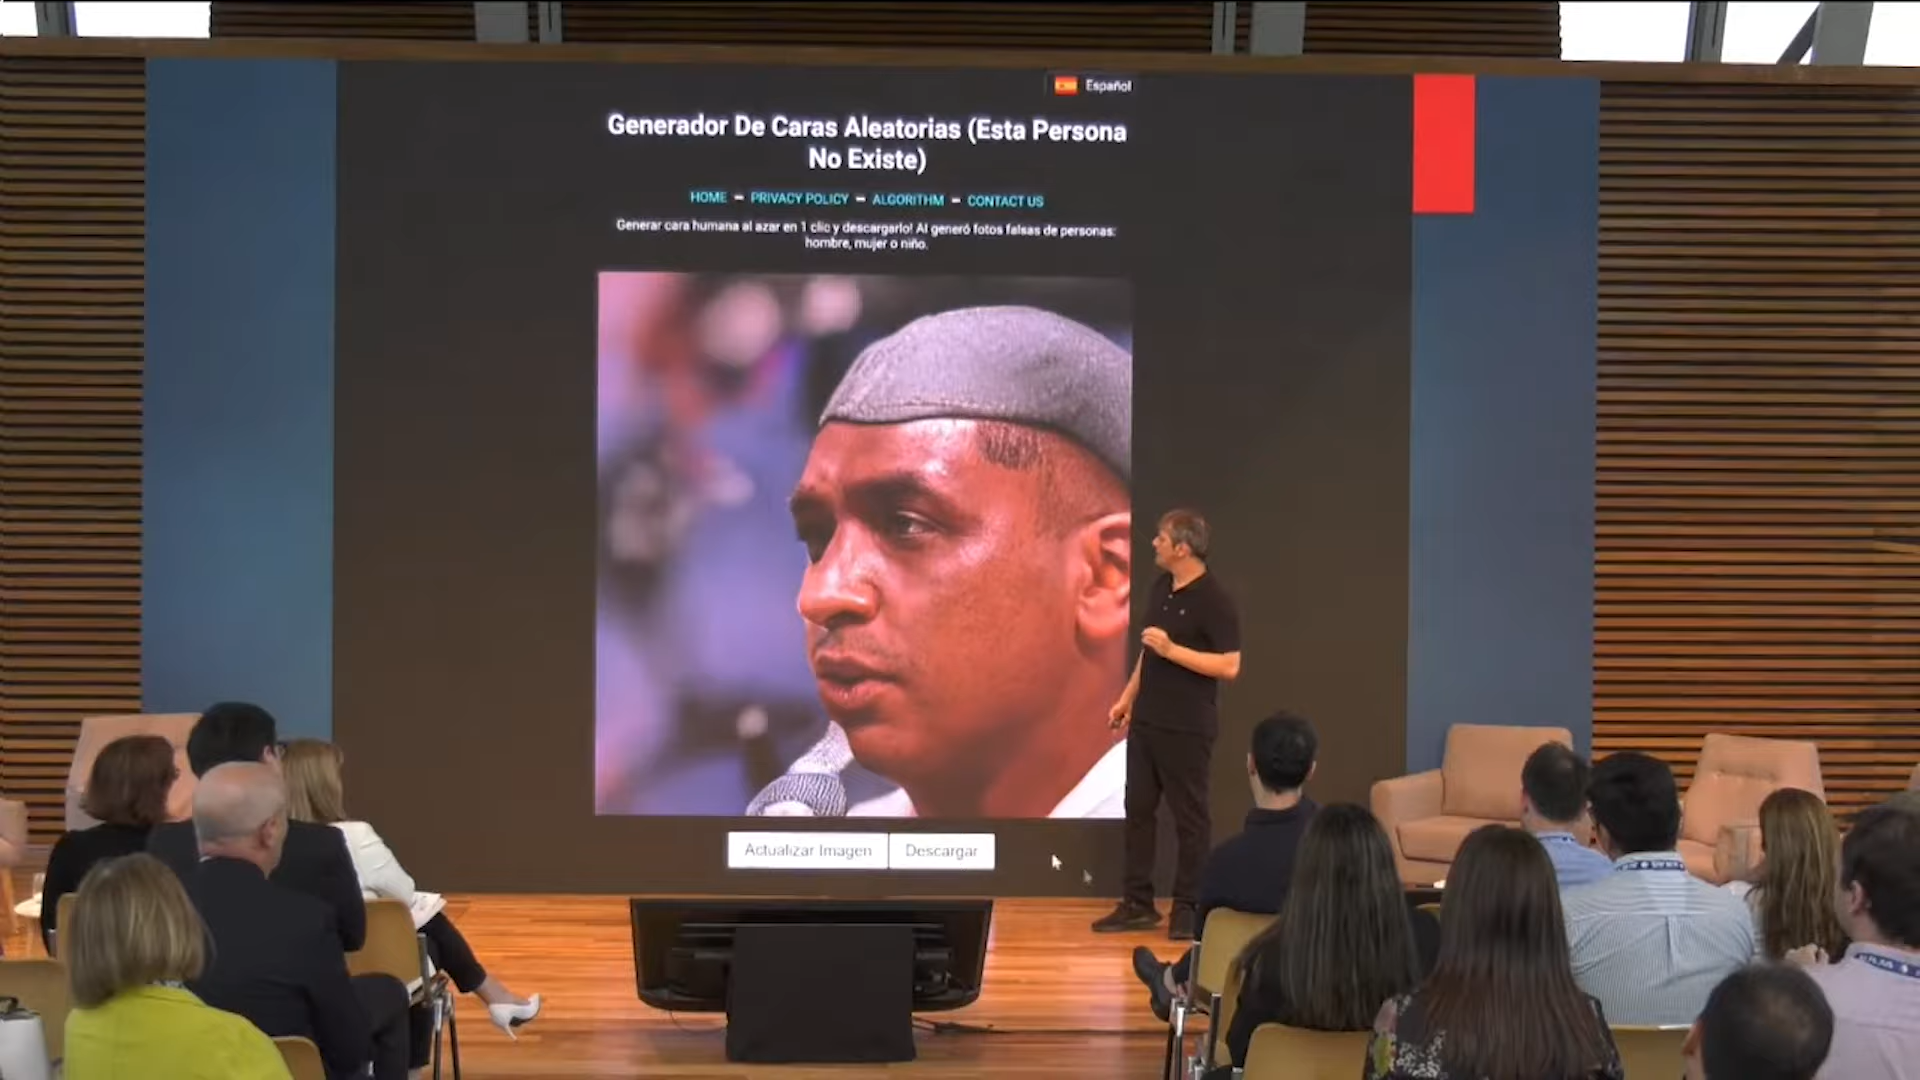 Español
Generador De Caras Aleatorias (Esta Persona
No Existe)
HOME – PRIVACY POLICY – ALGORITHM – CONTACT US
Generar cara humana al azar en 1 clic y descargarlo! AI generó fotos falsas de personas:
hombre, mujer o niño.
Actualizar Imagen Descargar